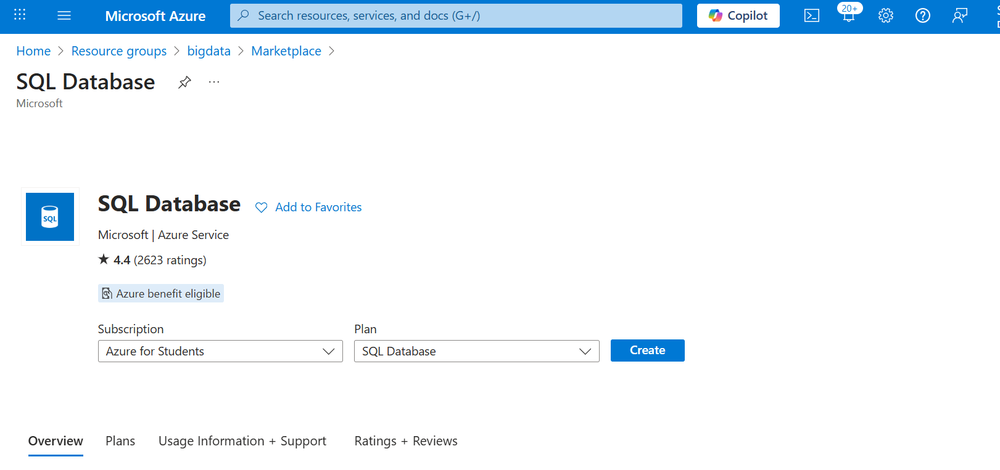 Microsoft Azure
Search resources, services, and docs (G+/)
Copilot
20+
Home > Resource groups > bigdata > Marketplace >
SQL Database
...
Microsoft
SQL
SQL Database
Add to Favorites
Microsoft | Azure Service
★ 4.4 (2623 ratings)
Azure benefit eligible
Subscription Plan
Azure for Students SQL Database Create
Overview Plans Usage Information + Support Ratings + Reviews